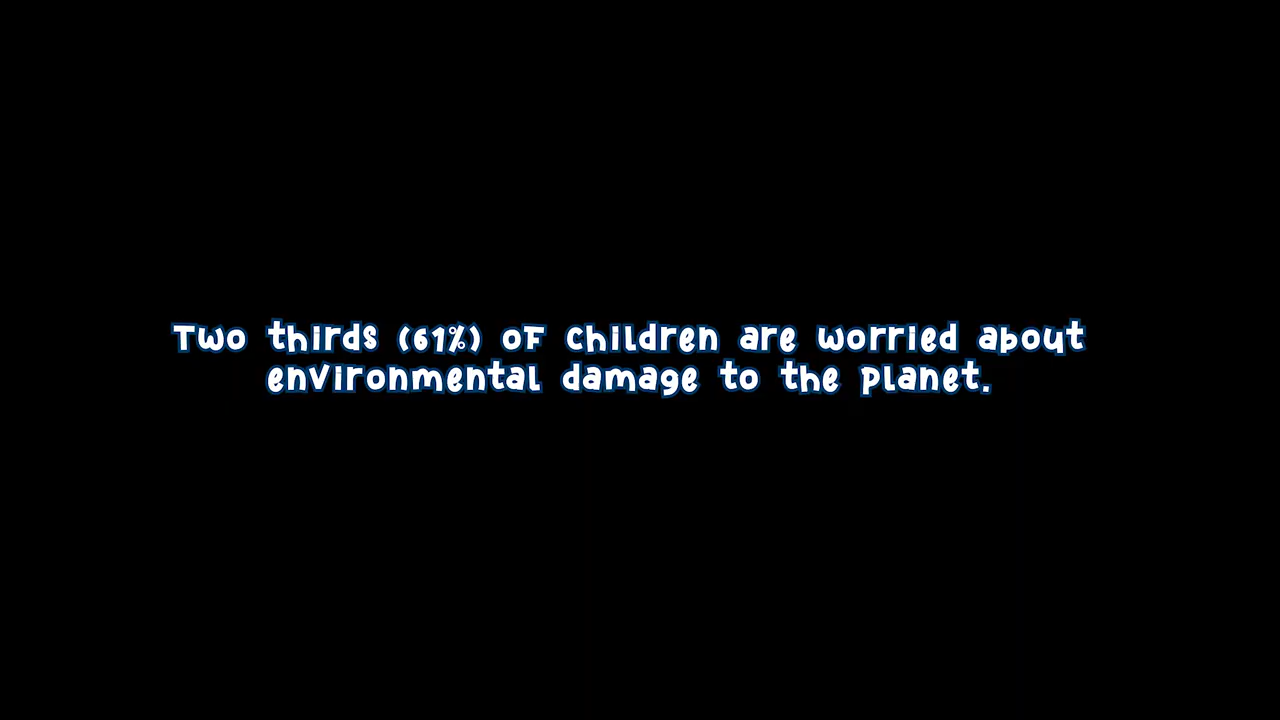 Two thirds (61%) of children are worried about
environmental damage to the planet.